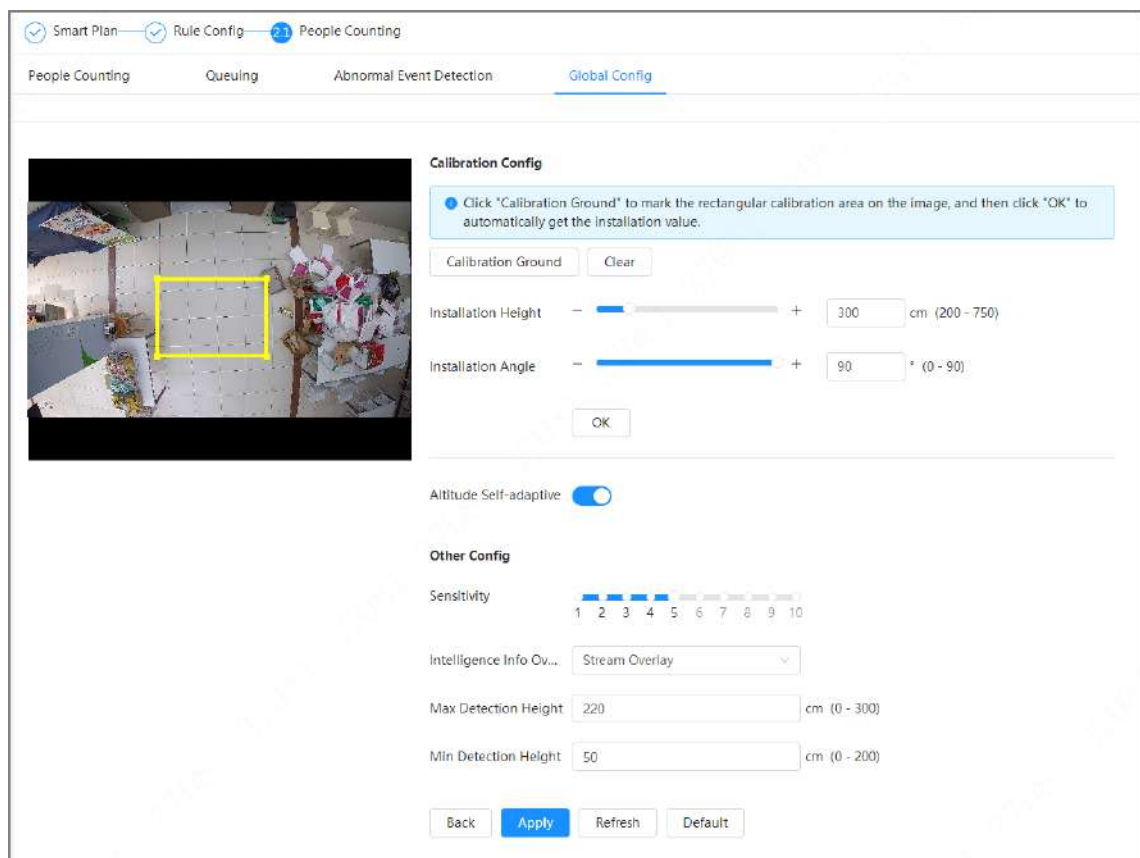 Smart Plan Rule Config 2.1 People Counting
People Counting Queuing Abnormal Event Detection Global Config
Calibration Config
Click "Calibration Ground" to mark the rectangular calibration area on the image, and then click "OK" to
automatically get the installation value.
Calibration Ground Clear
Installation Height − + 300 cm (200 - 750)
Installation Angle − + 90 ° (0 - 90)
OK
Altitude Self-adaptive
Other Config
Sensitivity
1 2 3 4 5 6 7 8 9 10
Intelligence Info Ov... Stream Overlay
Max Detection Height 220 cm (0 - 300)
Min Detection Height 50 cm (0 - 200)
Back Apply Refresh Default